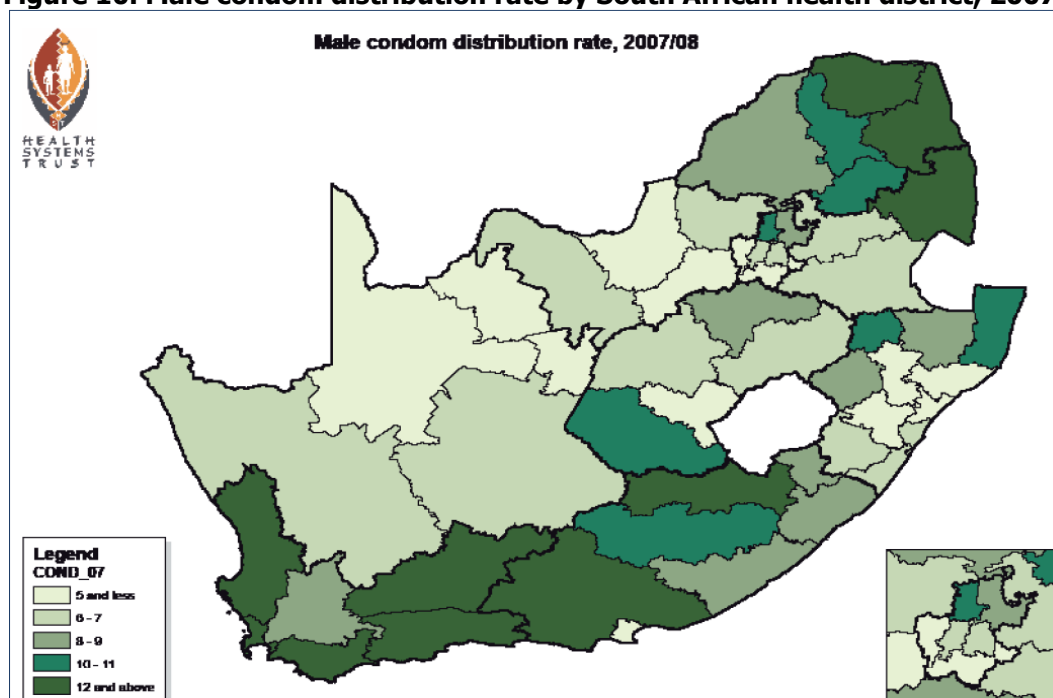 Figure 10: Male condom distribution rate by South African health district, 2007
Male condom distribution rate, 2007/08
HEALTH
SYSTEMS
TRUST
Legend
COND_07
5 and less
6 - 7
8 - 9
10 - 11
12 and above